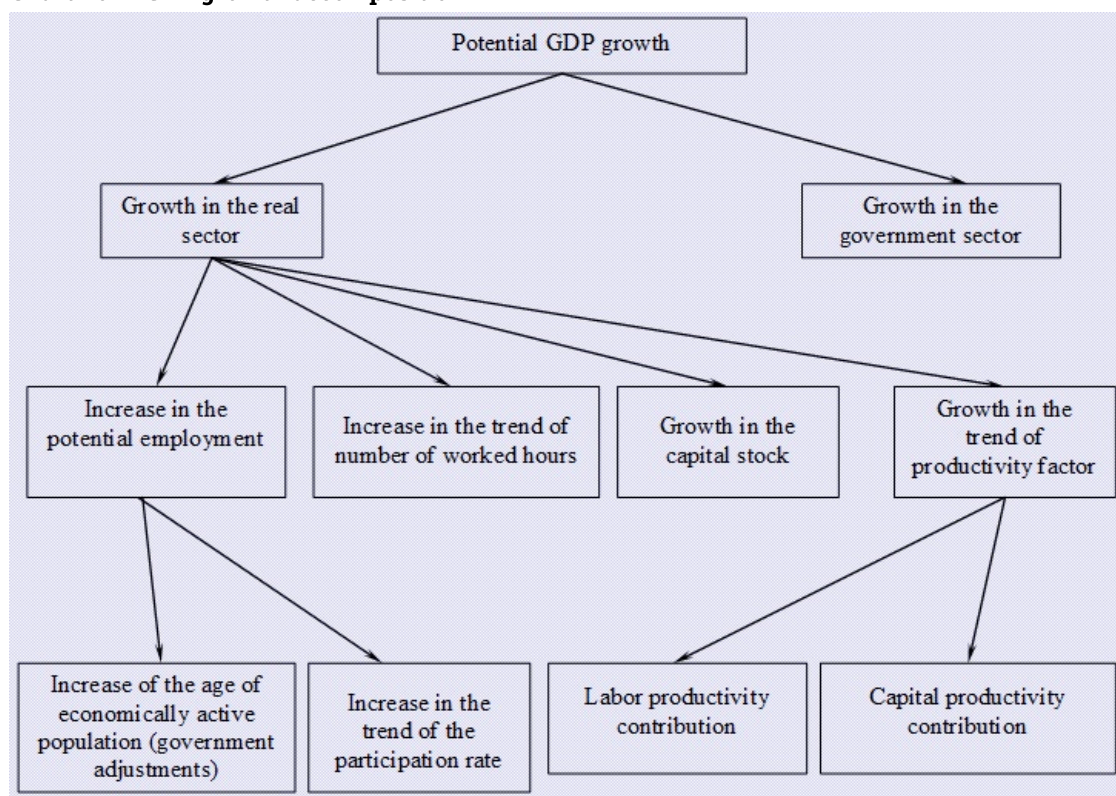 Potential GDP growth
Growth in the real
sector
Growth in the
government sector
Increase in the
potential employment
Increase in the trend of
number of worked hours
Growth in the
capital stock
Growth in the
trend of
productivity factor
Increase of the age of
economically active
population (government
adjustments)
Increase in the
trend of the
participation rate
Labor productivity
contribution
Capital productivity
contribution